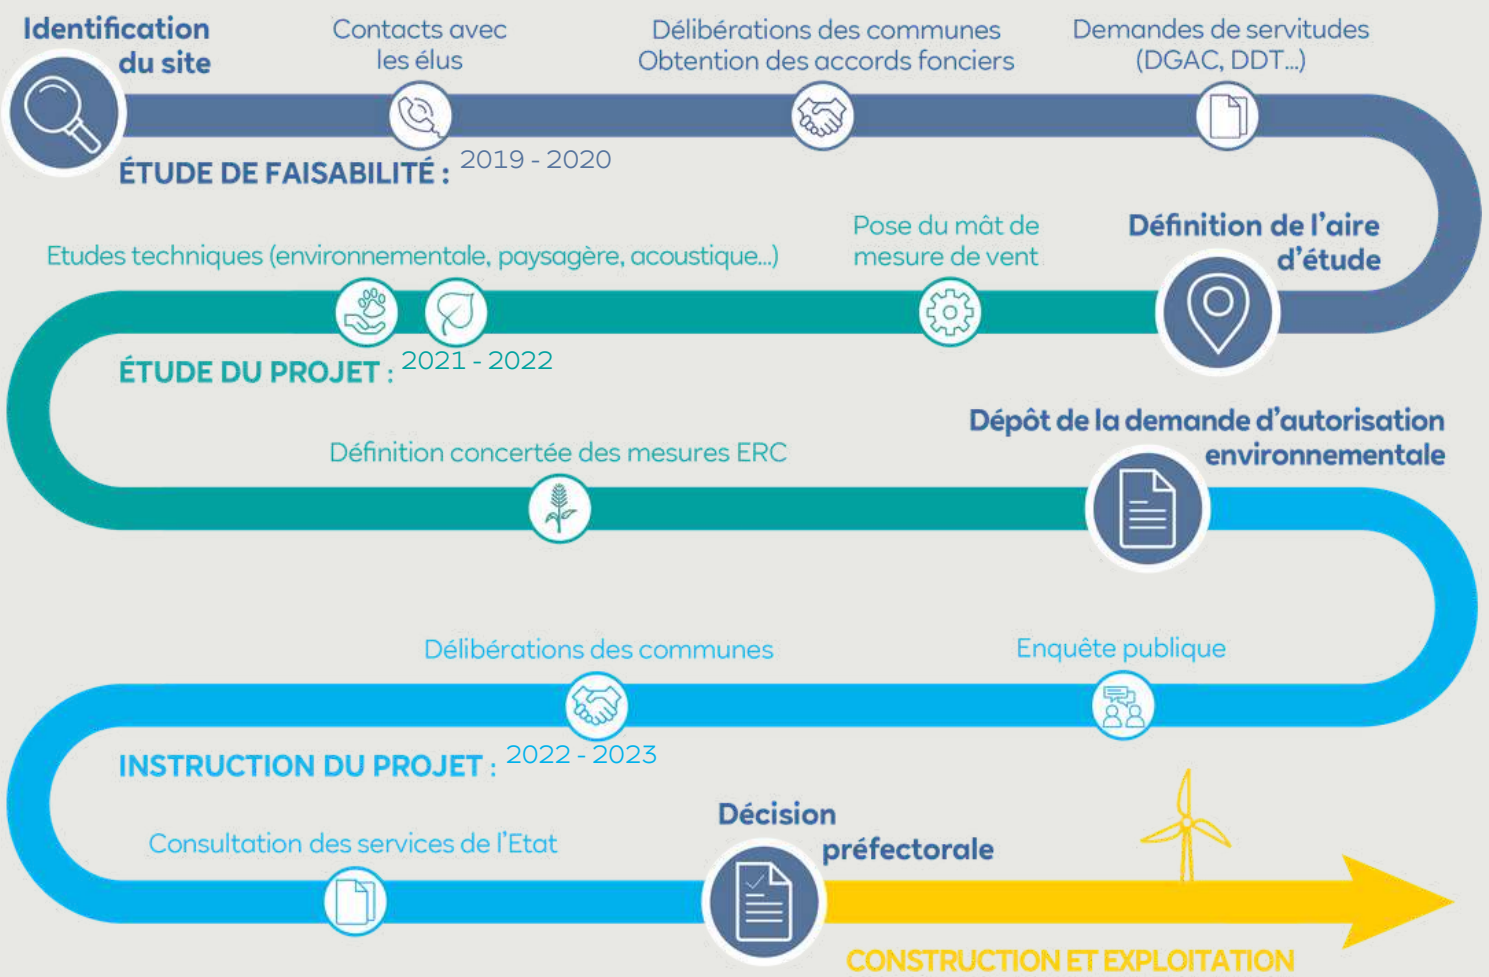 Identification
du site
Contacts avec
les élus
Délibérations des communes
Obtention des accords fonciers
Demandes de servitudes
(DGAC, DDT...)
ÉTUDE DE FAISABILITÉ : 2019 - 2020
Définition de l'aire
d'étude
Pose du mât de
mesure de vent
Etudes techniques (environnementale, paysagère, acoustique...)
ÉTUDE DU PROJET : 2021 - 2022
Définition concertée des mesures ERC
Dépôt de la demande d'autorisation
environnementale
Enquête publique
Délibérations des communes
INSTRUCTION DU PROJET : 2022 - 2023
Consultation des services de l'Etat
Décision
préfectorale
CONSTRUCTION ET EXPLOITATION